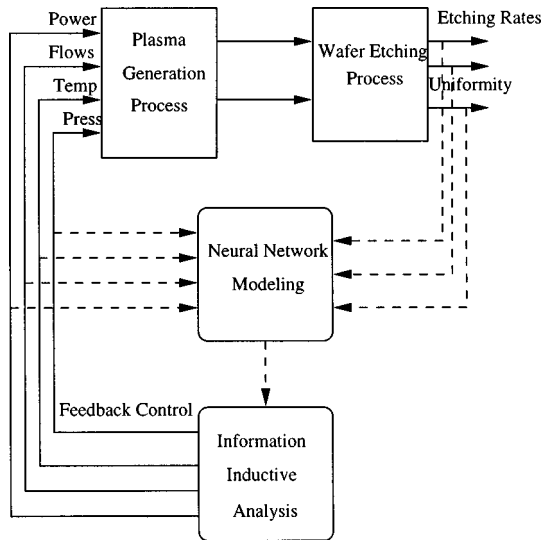 Power
Flows
Temp
Press
Plasma
Generation
Process
Wafer Etching
Process
Etching Rates
Uniformity
Neural Network
Modeling
Feedback Control
Information
Inductive
Analysis